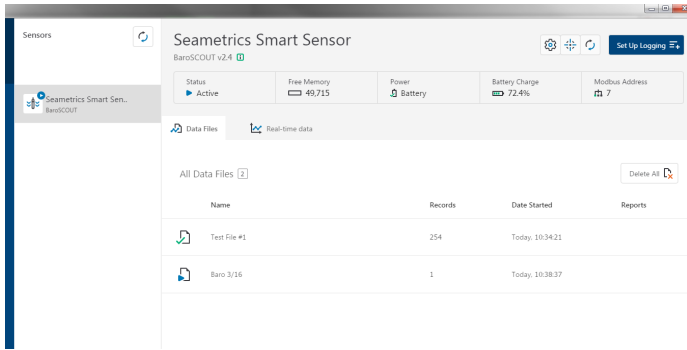 Sensors
Seametrics Smart Sen..
BaroSCOUT
Seametrics Smart Sensor
BaroSCOUT v2.4
Set Up Logging
Status Free Memory Power Battery Charge Modbus Address
Active 49,715 Battery 72.4% 7
Data Files Real-time data
All Data Files 2
Delete All
Name Records Date Started Reports
Test File #1 254 Today, 10:34:21
Baro 3/16 1 Today, 10:38:37